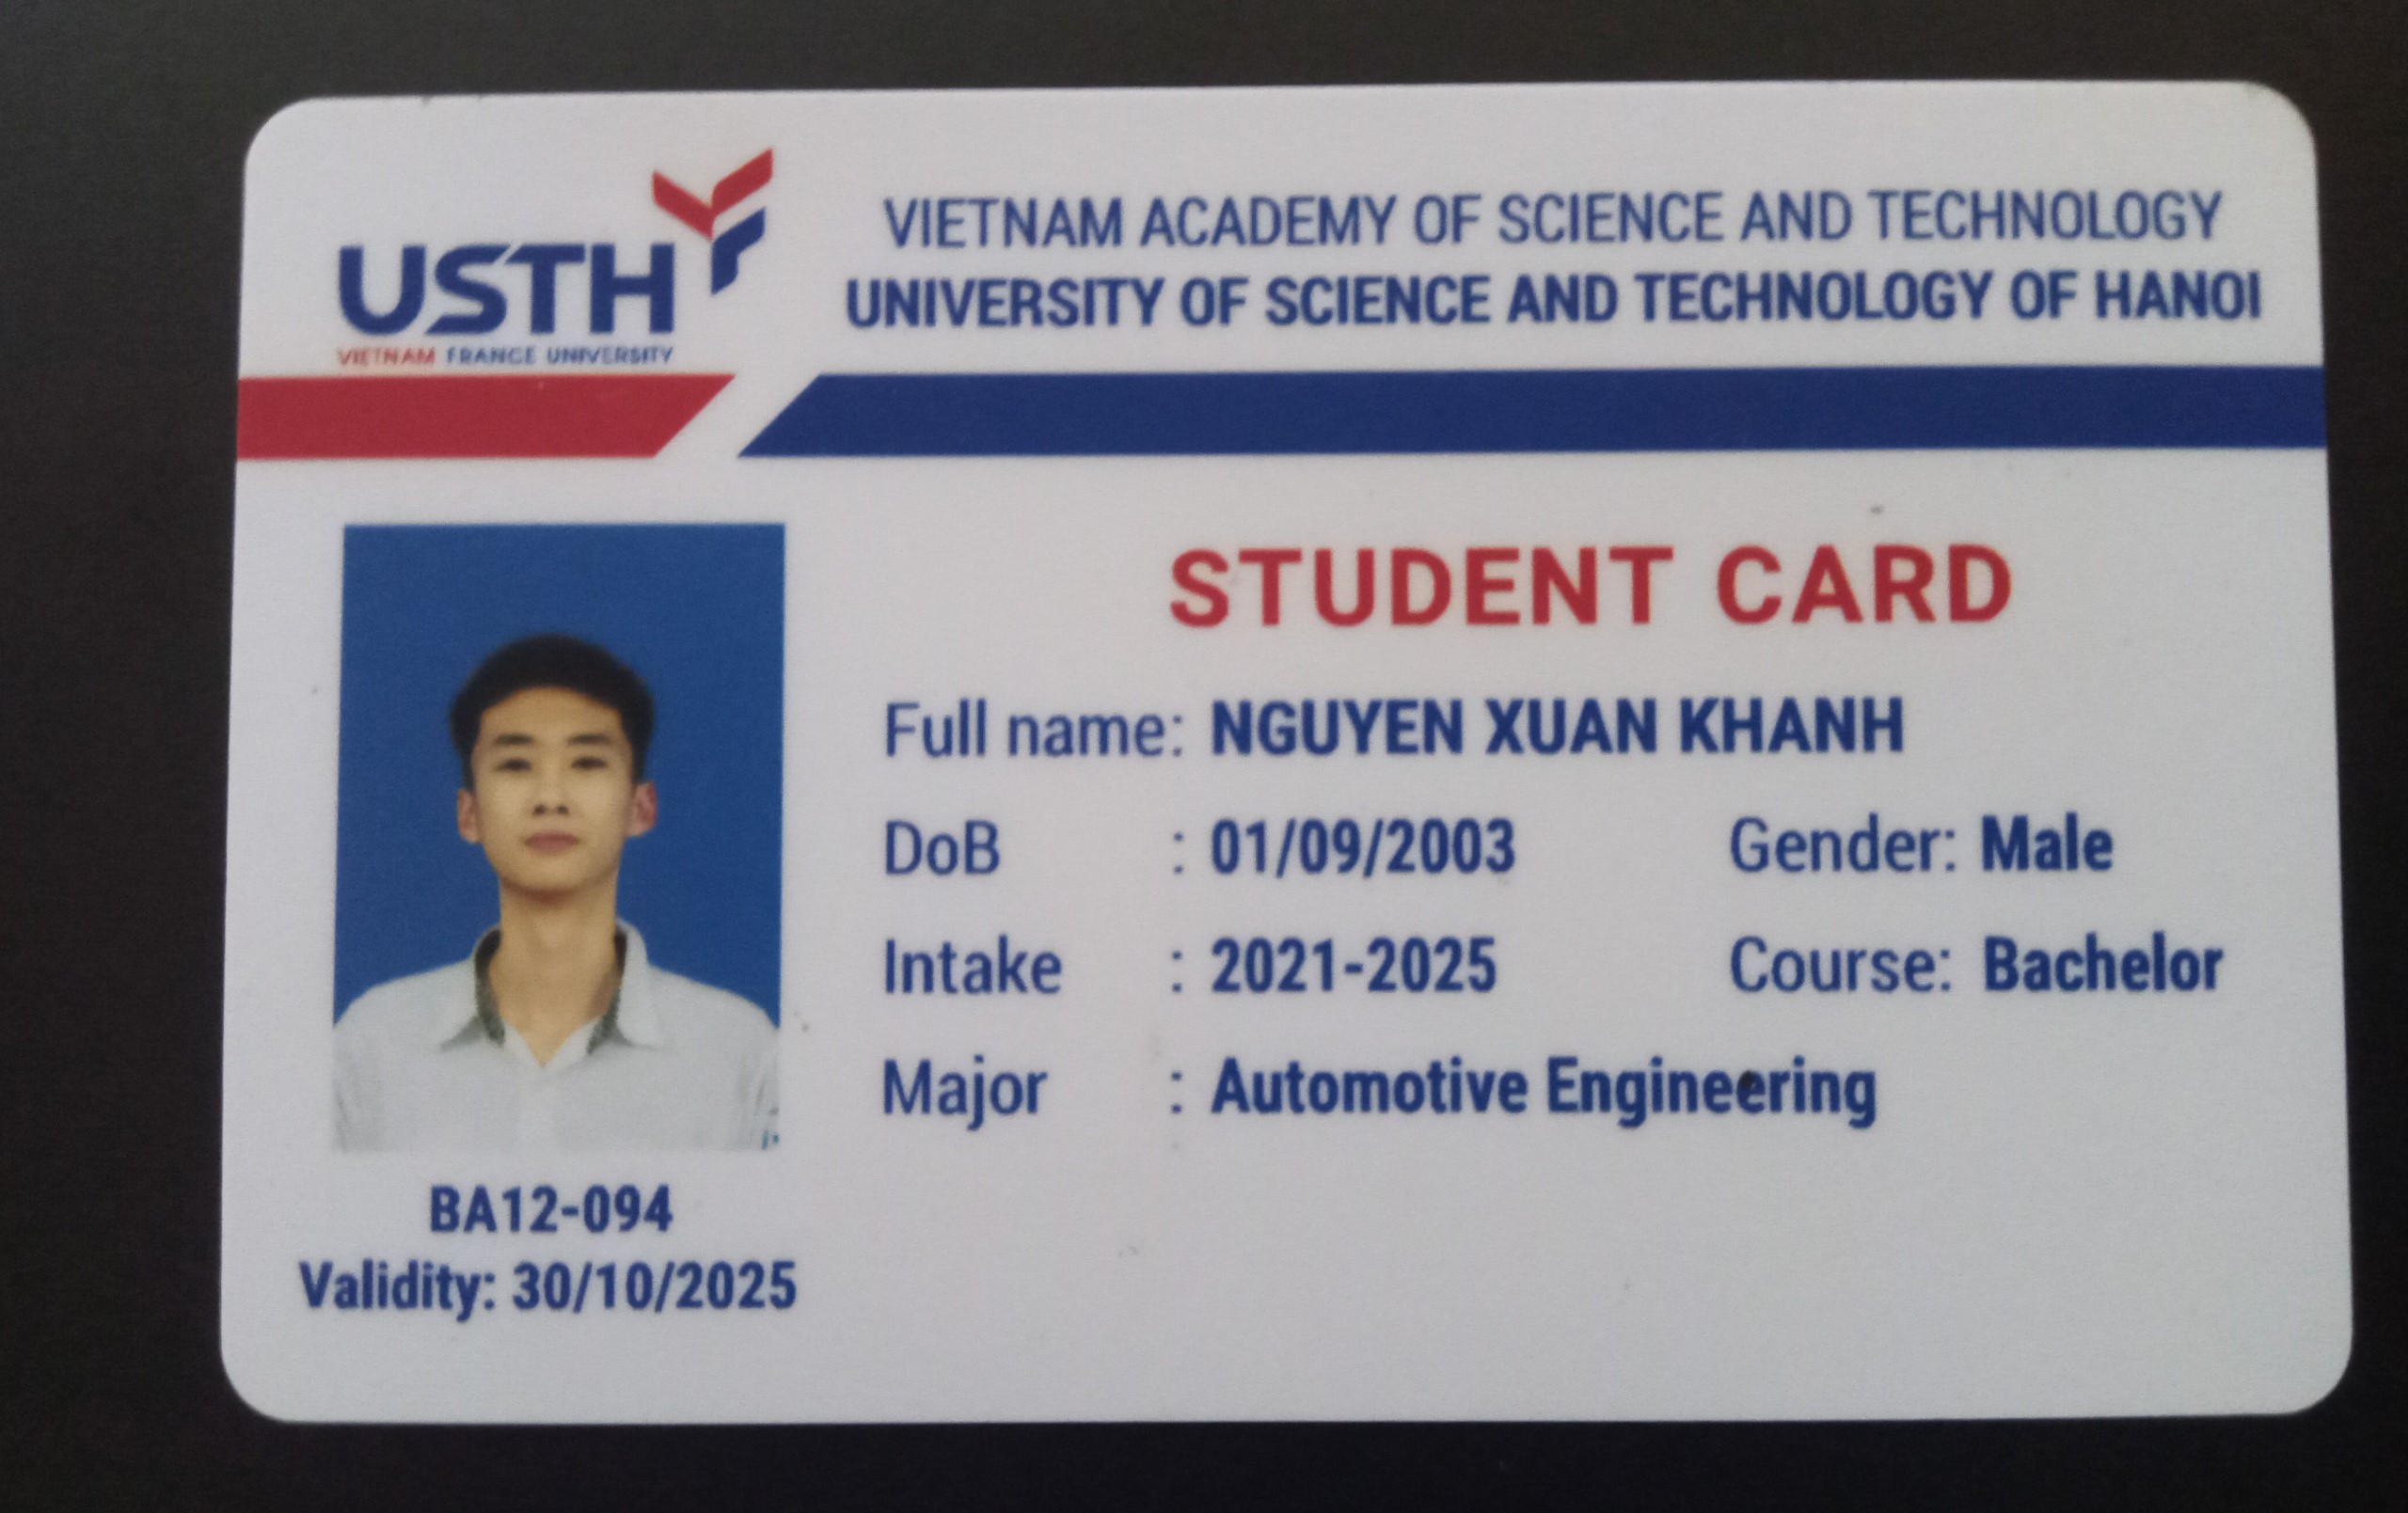 USTH
VIETNAM FRANCE UNIVERSITY
VIETNAM ACADEMY OF SCIENCE AND TECHNOLOGY
UNIVERSITY OF SCIENCE AND TECHNOLOGY OF HANOI
STUDENT CARD
Full name: NGUYEN XUAN KHANH
DoB : 01/09/2003 Gender: Male
Intake : 2021-2025 Course: Bachelor
Major : Automotive Engineering
BA12-094
Validity: 30/10/2025